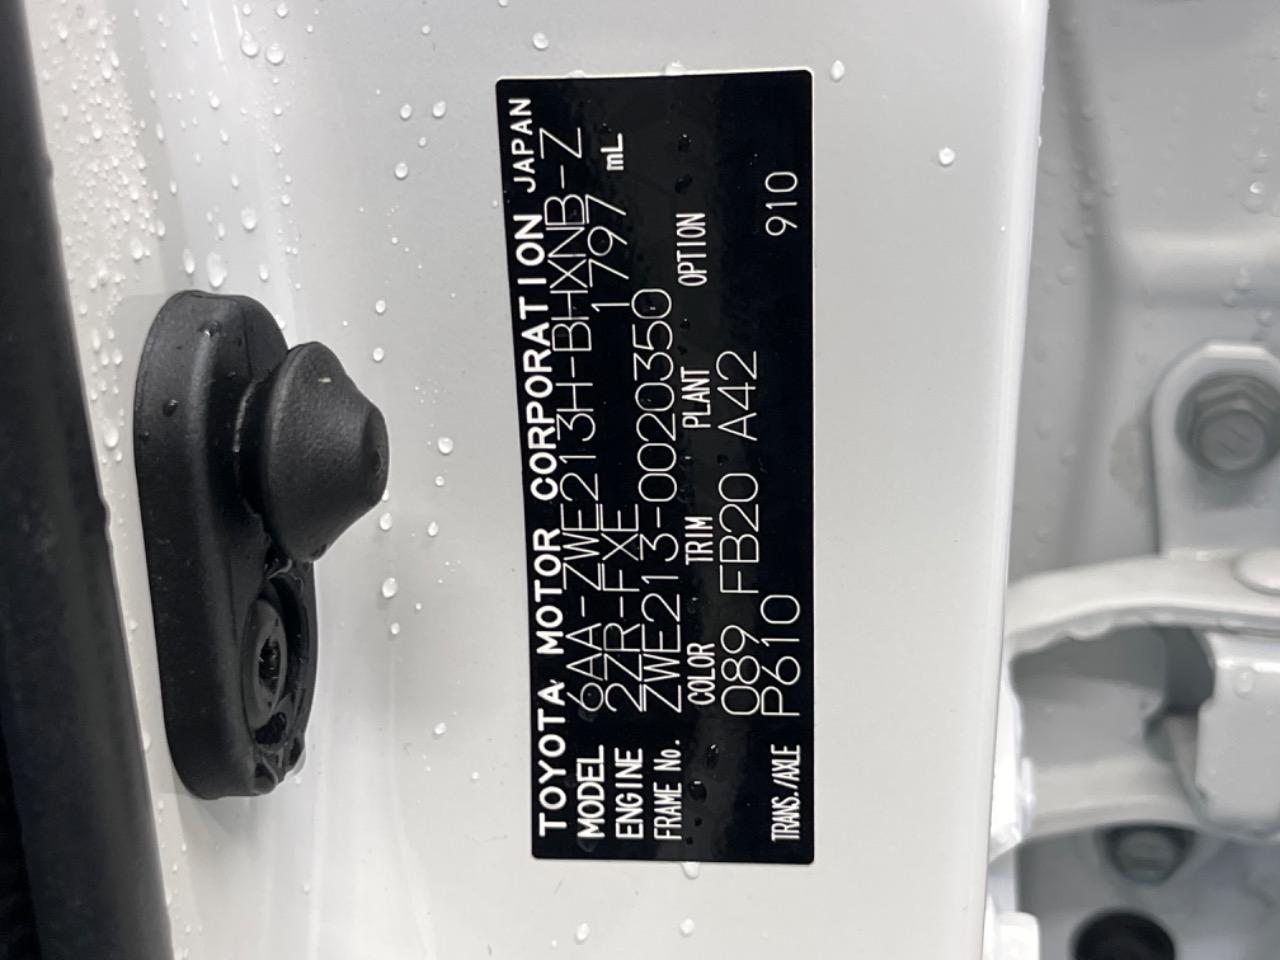 TOYOTA MOTOR CORPORATION JAPAN
MODEL 6AA-ZWE213H-BHXNB-Z
ENGINE 2ZR-FXE 1797 mL
FRAME No. ZWE213-0020350
COLOR TRIM PLANT OPTION
089 FB20 A42
TRANS./AXLE P610 910